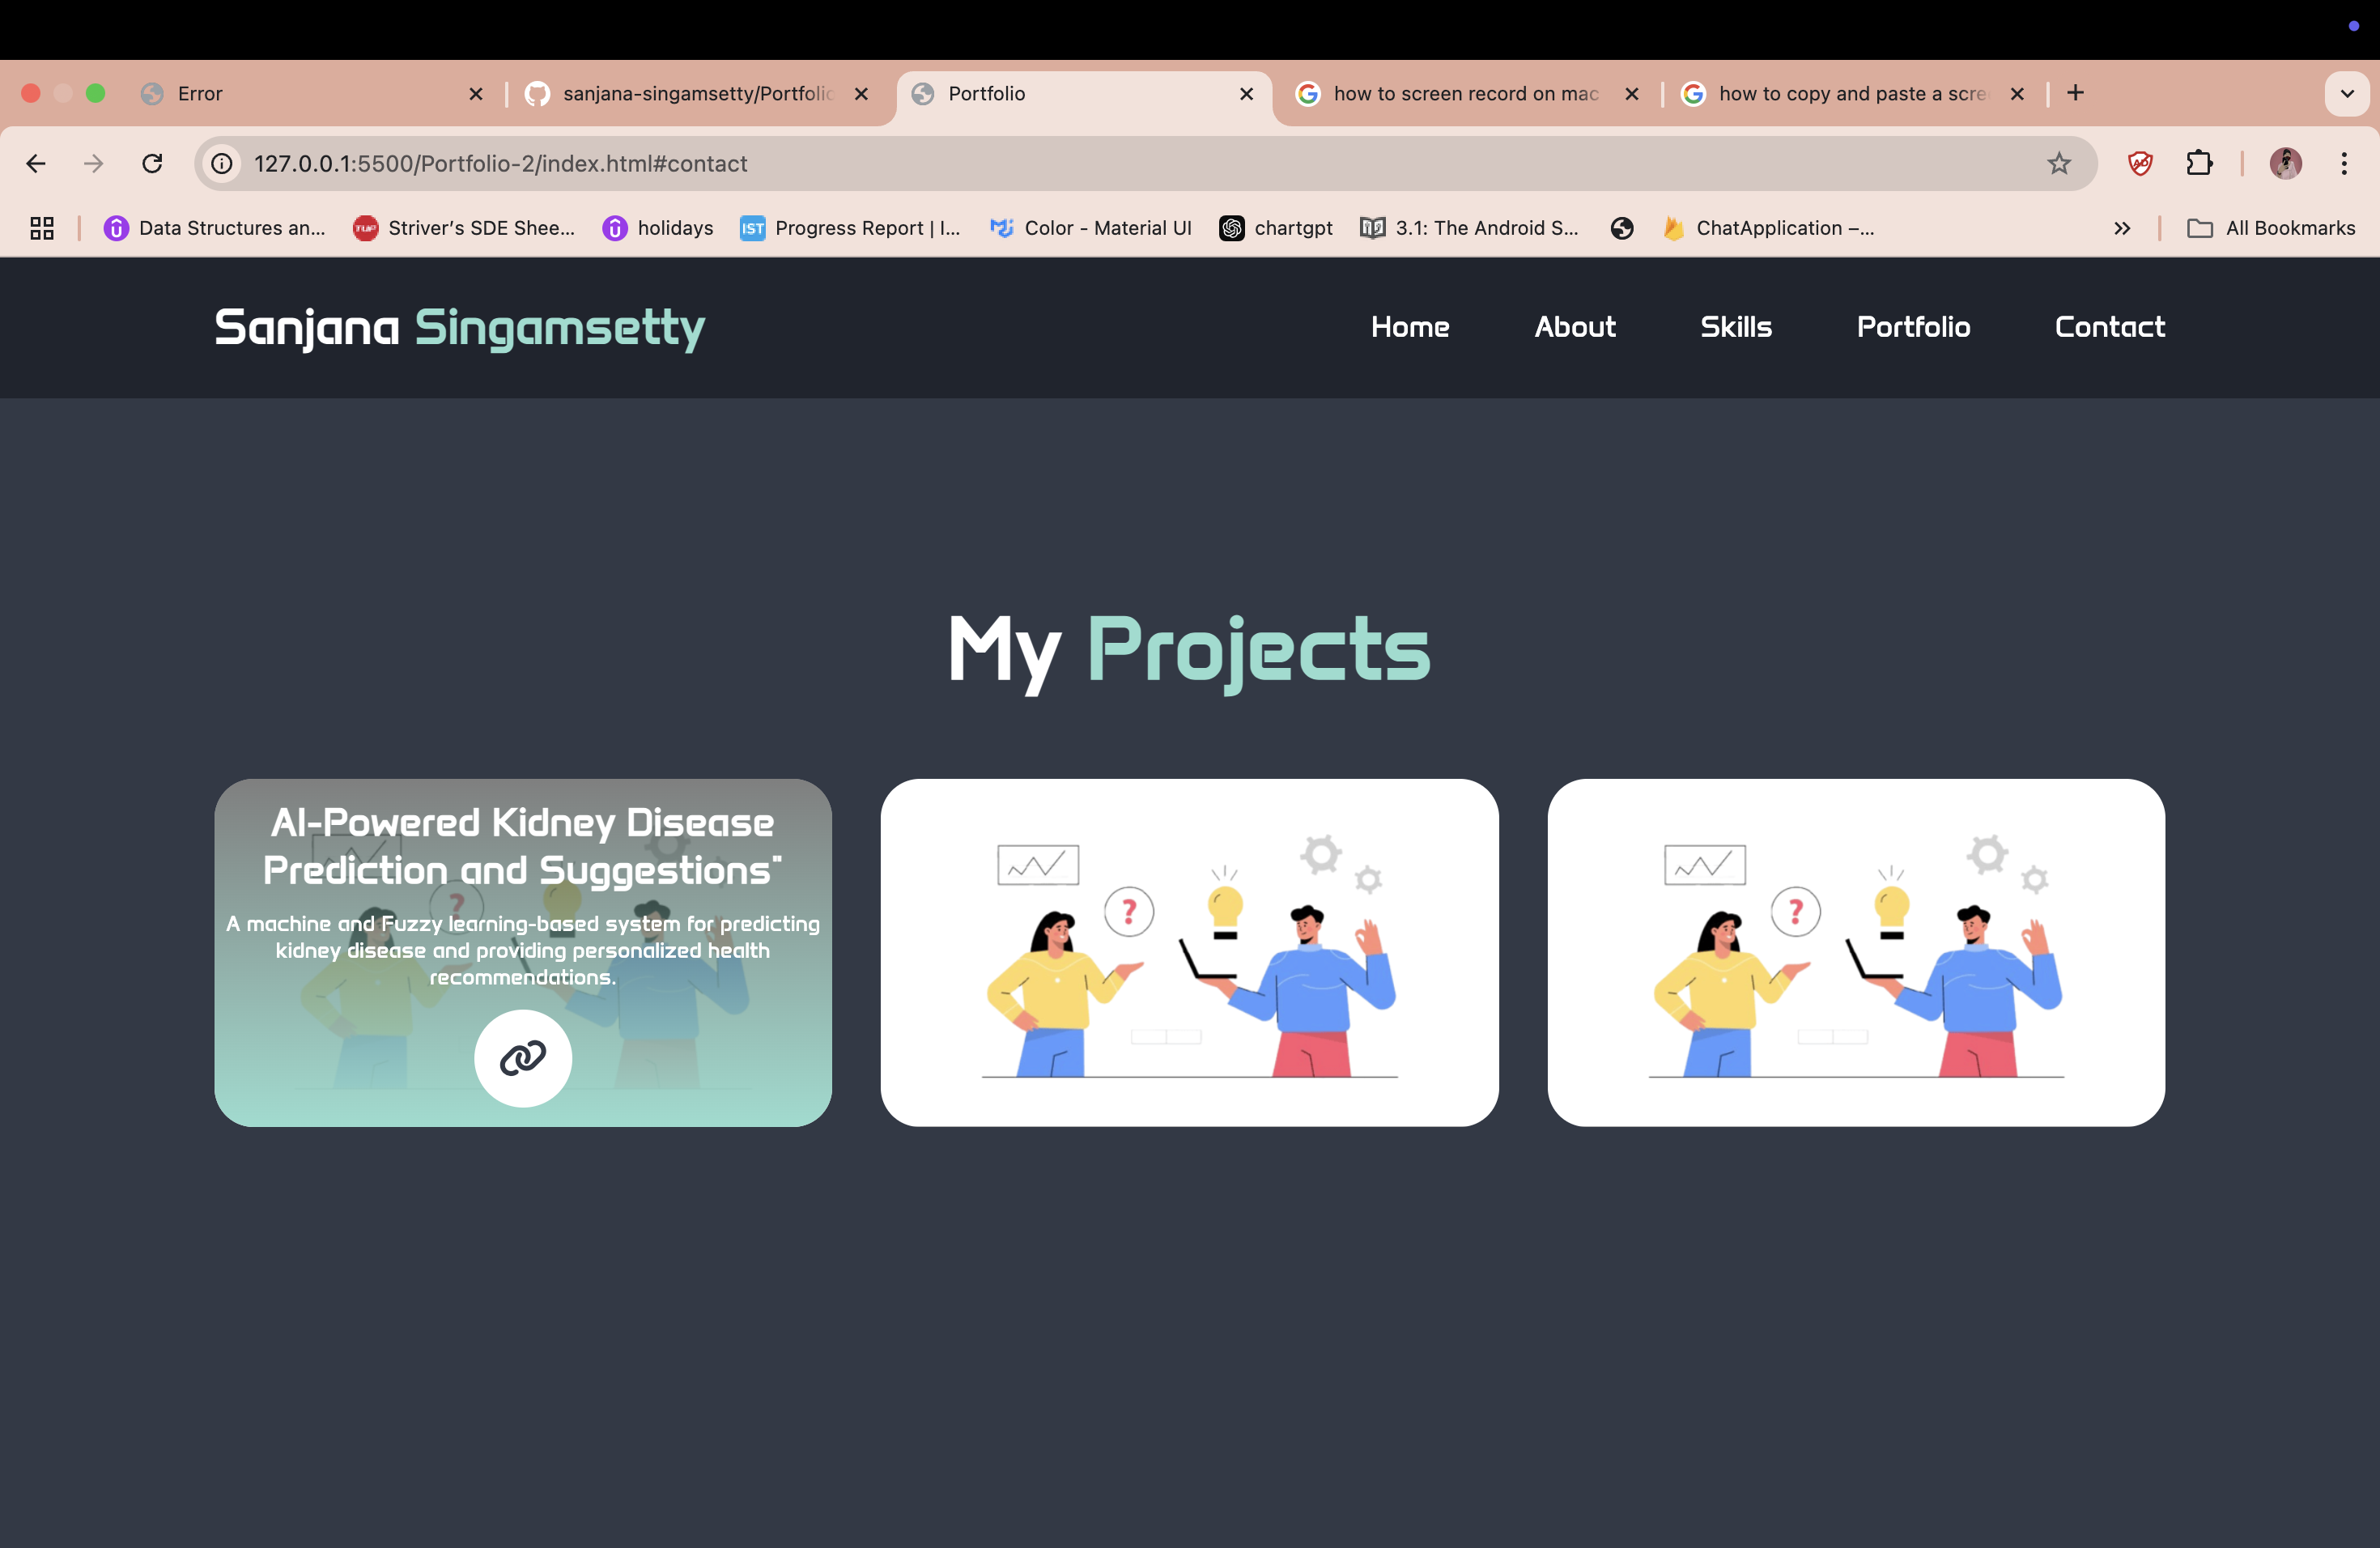 Error
sanjana-singamsetty/Portfolio
Portfolio
how to screen record on mac
how to copy and paste a scre
127.0.0.1:5500/Portfolio-2/index.html#contact
Data Structures an...
TUF
Striver's SDE Shee...
holidays
IST
Progress Report | I...
Color - Material UI
chartgpt
3.1: The Android S...
ChatApplication –...
All Bookmarks
Sanjana Singamsetty
Home
About
Skills
Portfolio
Contact
My Projects
AI-Powered Kidney Disease
Prediction and Suggestions"
A machine and Fuzzy learning-based system for predicting
kidney disease and providing personalized health
recommendations.
?
?
?